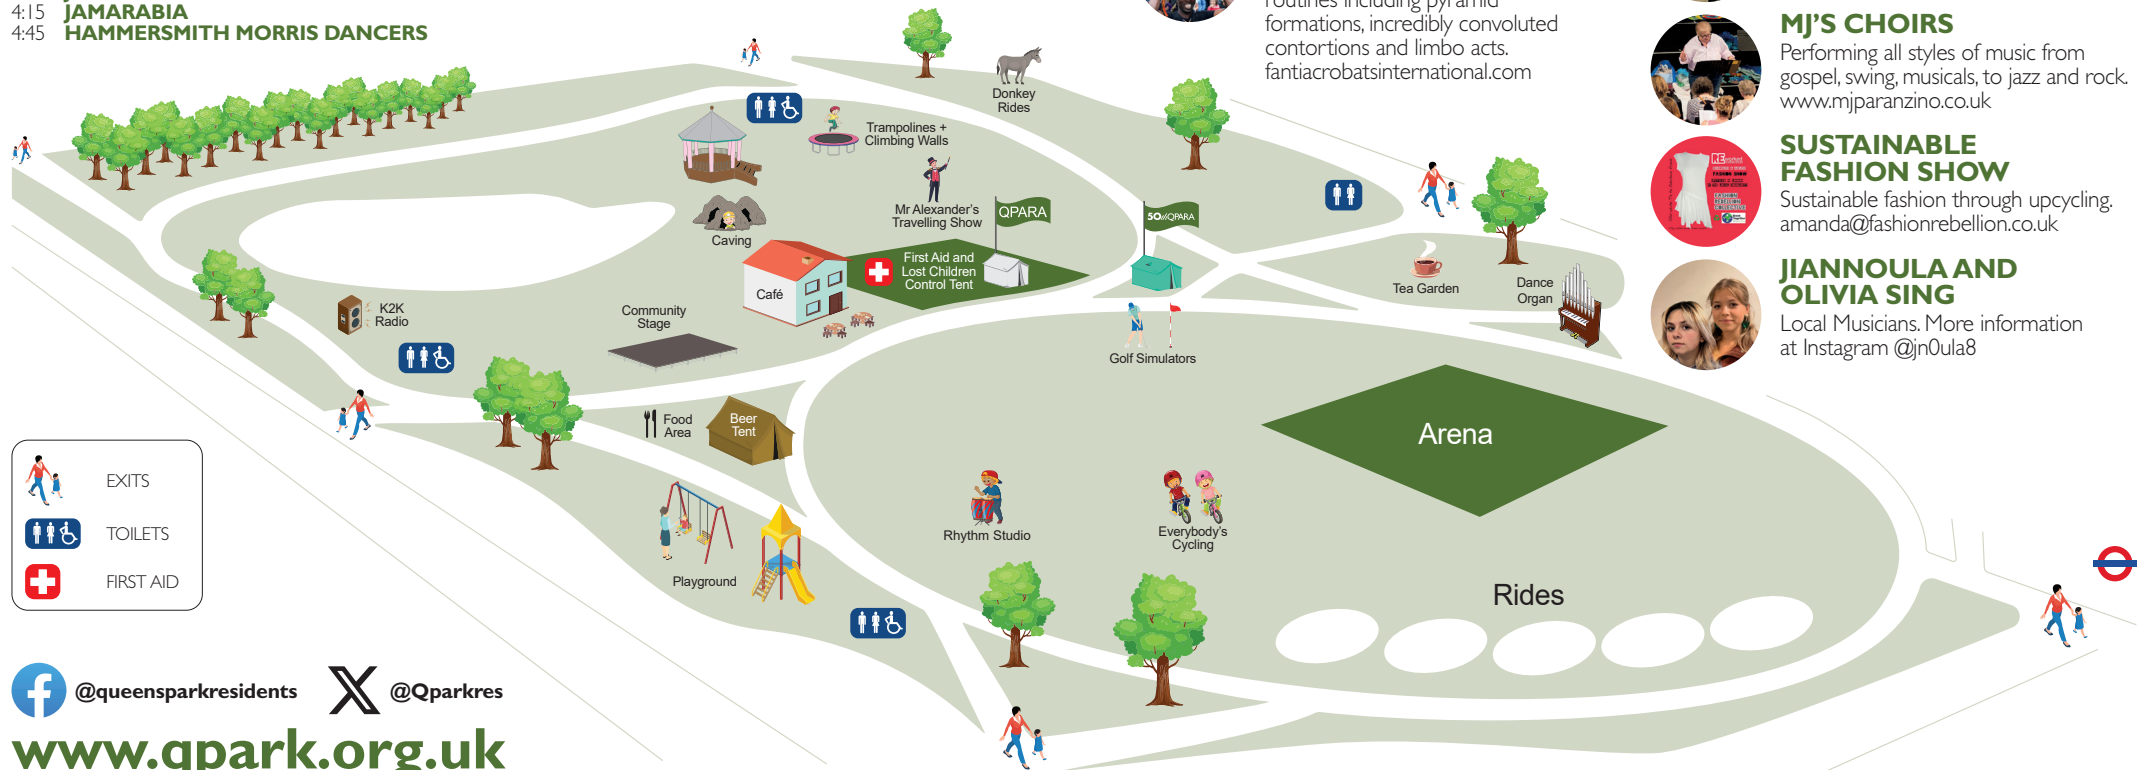 4:15 JAMARABIA
4:45 HAMMERSMITH MORRIS DANCERS
routines including pyramid
formations, incredibly convoluted
contortions and limbo acts.
fantiacrobatsinternational.com
MJ'S CHOIRS
Performing all styles of music from
gospel, swing, musicals, to jazz and rock.
www.mjparanzino.co.uk
SUSTAINABLE
FASHION SHOW
Sustainable fashion through upcycling.
amanda@fashionrebellion.co.uk
JIANNOULA AND
OLIVIA SING
Local Musicians. More information
at Instagram @jn0ula8
Donkey
Rides
Trampolines +
Climbing Walls
Mr Alexander's
Travelling Show
QPARA
50
QPARA
Caving
Café
First Aid and
Lost Children
Control Tent
Tea Garden
Dance
Organ
K2K
Radio
Community
Stage
Golf Simulators
Food
Area
Beer
Tent
Arena
Rhythm Studio
Everybody's
Cycling
Playground
Rides
EXITS
TOILETS
FIRST AID
@queensparkresidents
@Qparkres
www.qpark.org.uk